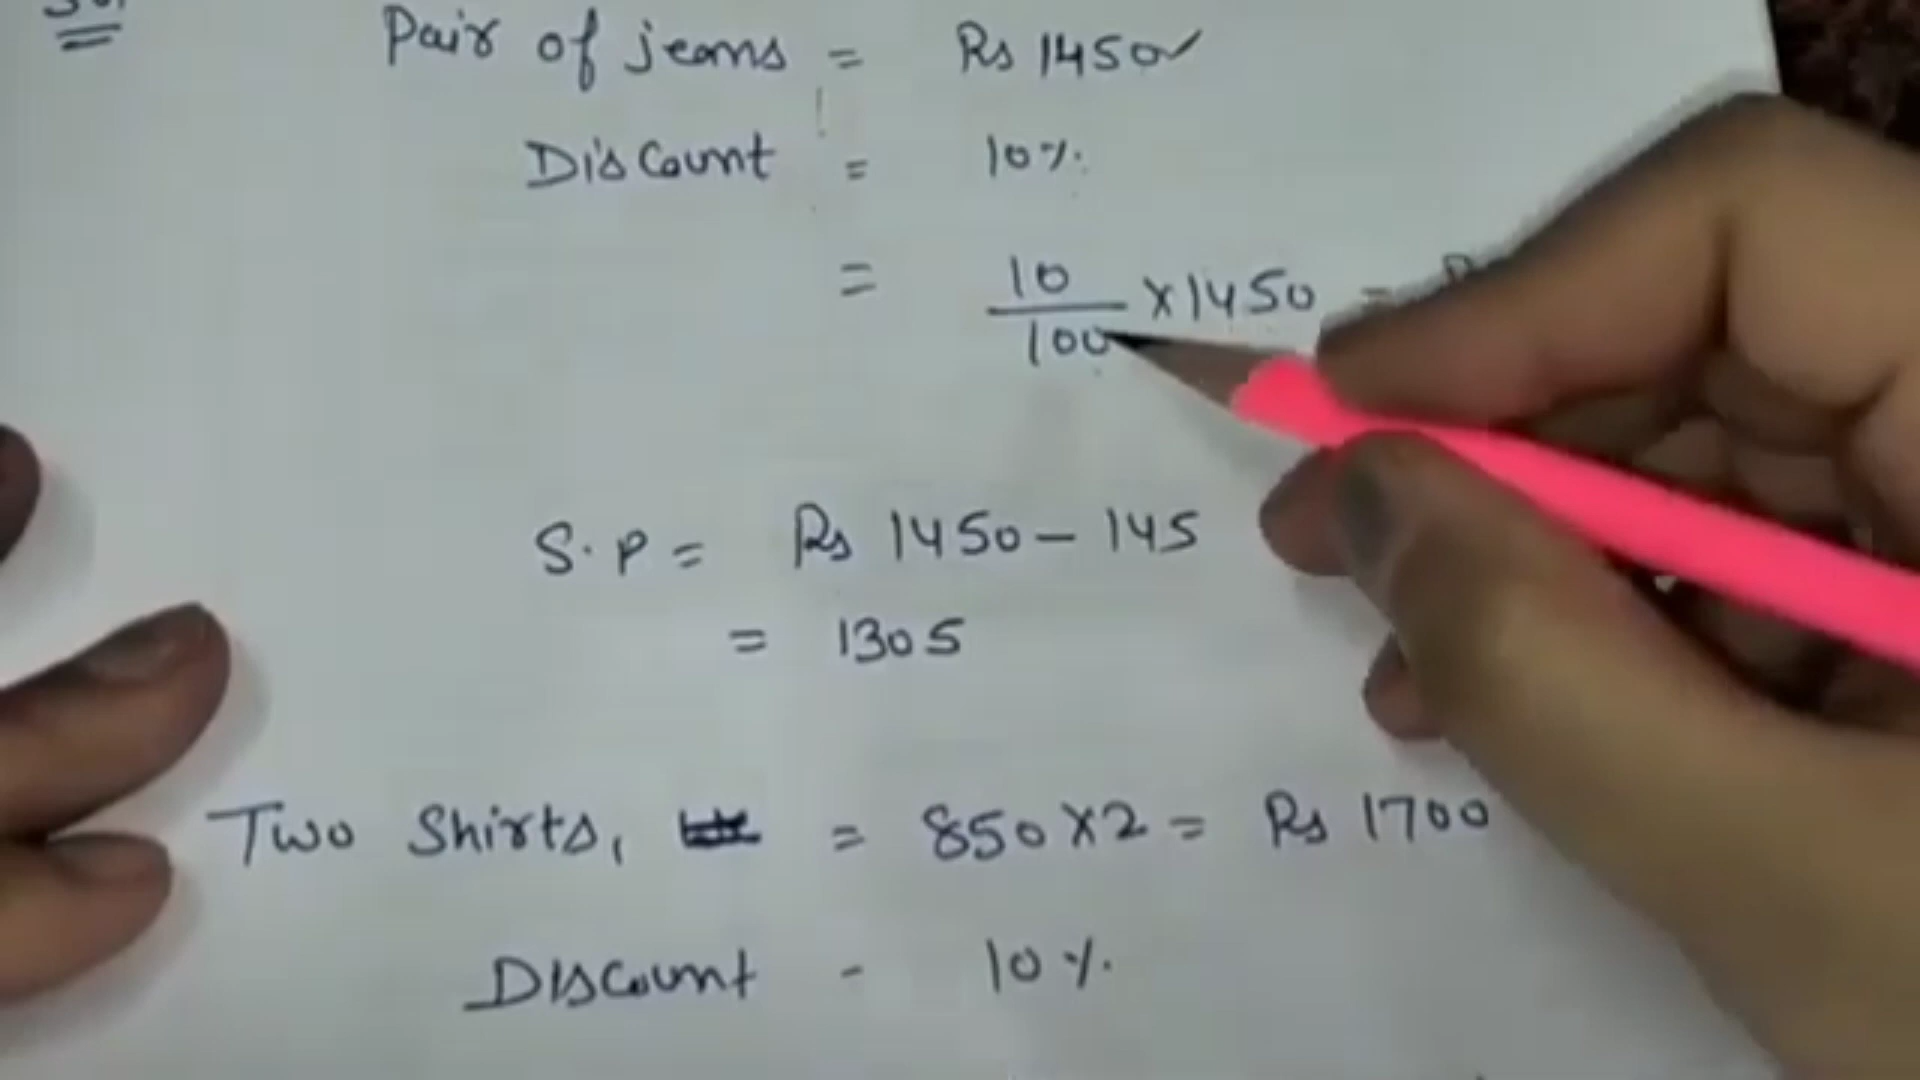 Pair of jeans = Rs 1450
Discount = 10%
= 10/100 × 1450 =
S.P = Rs 1450 - 145
= 1305
Two Shirts, = 850 × 2 = Rs 1700
Discount - 10%